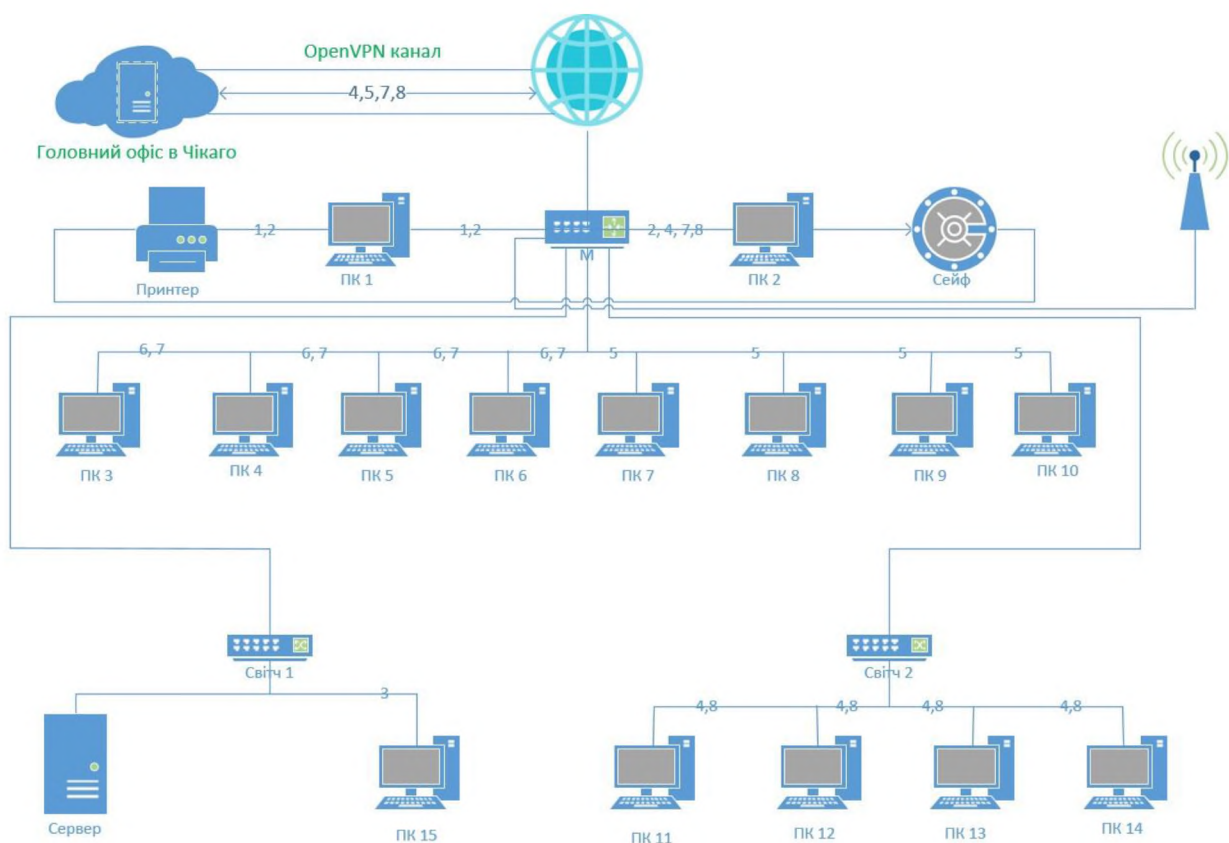 OpenVPN канал
4,5,7,8
Головний офіс в Чікаго
1,2
1,2
2, 4, 7,8
Принтер
ПК 1
М
ПК 2
Сейф
6, 7
6, 7
6, 7
6, 7
5
5
5
5
ПК 3
ПК 4
ПК 5
ПК 6
ПК 7
ПК 8
ПК 9
ПК 10
Світч 1
Світч 2
3
4,8
4,8
4,8
4,8
Сервер
ПК 15
ПК 11
ПК 12
ПК 13
ПК 14